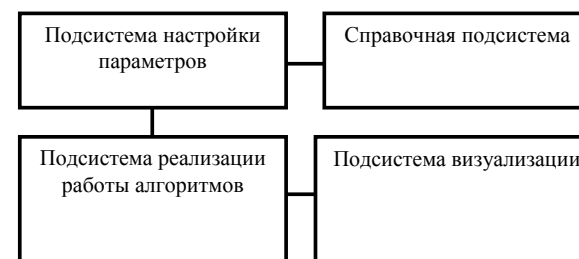 Подсистема настройки
параметров
Справочная подсистема
Подсистема реализации
работы алгоритмов
Подсистема визуализации